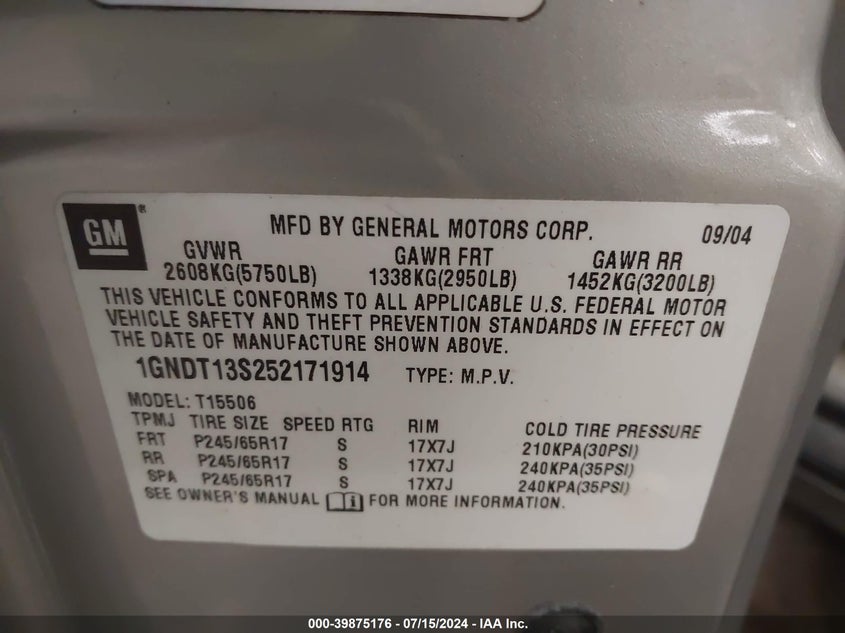 GM® MFD BY GENERAL MOTORS CORP. 09/04
GVWR GAWR FRT GAWR RR
2608KG(5750LB) 1338KG(2950LB) 1452KG(3200LB)
THIS VEHICLE CONFORMS TO ALL APPLICABLE U.S. FEDERAL MOTOR
VEHICLE SAFETY AND THEFT PREVENTION STANDARDS IN EFFECT ON
THE DATE OF MANUFACTURE SHOWN ABOVE.
1GNDT13S252171914 TYPE: M.P.V.
MODEL: T15506
TPMJ TIRE SIZE SPEED RTG RIM COLD TIRE PRESSURE
FRT P245/65R17 S 17X7J 210KPA(30PSI)
RR P245/65R17 S 17X7J 240KPA(35PSI)
SPA P245/65R17 S 17X7J 240KPA(35PSI)
SEE OWNER'S MANUAL i FOR MORE INFORMATION.
000-39875176 - 07/15/2024 - IAA Inc.